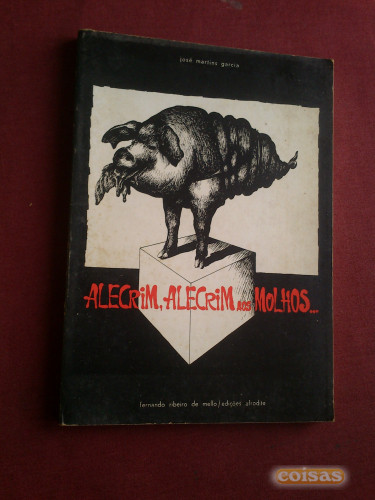 josé martins garcia
ALECRIM, ALECRIM AOS MOLHOS...
fernando ribeiro de mello/edições afrodite
coisas